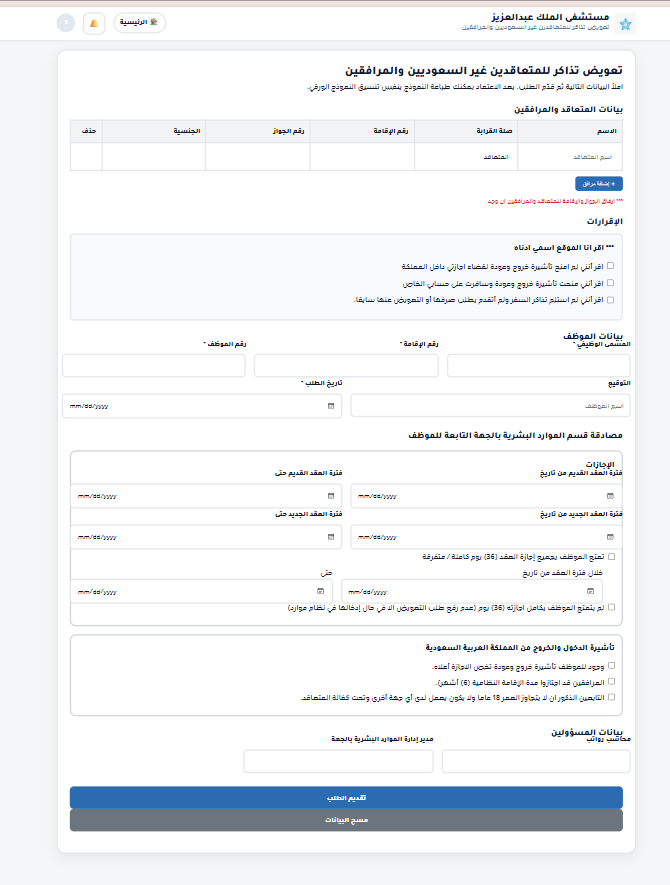 مستشفى الملك عبدالعزيز
تعويض تذاكر للمتعاقدين غير السعوديين والمرافقين
الرئيسية
تعويض تذاكر للمتعاقدين غير السعوديين والمرافقين
املأ البيانات التالية ثم قدّم الطلب. بعد الاعتماد يمكنك طباعة النموذج بنفس تنسيق النموذج الورقي.
بيانات المتعاقد والمرافقين
الاسم صلة القرابة رقم الإقامة رقم الجواز الجنسية حذف
اسم المتعاقد المتعاقد
+ إضافة مرافق
*** ارفاق الجواز والإقامة للمتعاقد والمرافقين ان وجد
الإقرارات
*** اقر انا الموقع اسمي ادناه
اقر أنني لم امنح تأشيرة خروج وعودة لقضاء اجازتي داخل المملكة
اقر أنني منحت تأشيرة خروج وعودة وسافرت على حسابي الخاص
اقر أنني لم استلم تذاكر السفر ولم أتقدم بطلب صرفها أو التعويض عنها سابقا.
بيانات الموظف
المسمى الوظيفي * رقم الإقامة * رقم الموظف *
التوقيع تاريخ الطلب *
اسم الموظف mm/dd/yyyy
مصادقة قسم الموارد البشرية بالجهة التابعة للموظف
الإجازات
فترة العقد القديم من تاريخ فترة العقد القديم حتى
mm/dd/yyyy mm/dd/yyyy
فترة العقد الجديد من تاريخ فترة العقد الجديد حتى
mm/dd/yyyy mm/dd/yyyy
تمتع الموظف بجميع إجازة العقد (36) يوم كاملة / متفرقة
خلال فترة العقد من تاريخ حتى
mm/dd/yyyy mm/dd/yyyy
لم يتمتع الموظف بكامل اجازته (36) يوم (عدم رفع طلب التعويض الا في حال إدخالها في نظام موارد)
تأشيرة الدخول والخروج من المملكة العربية السعودية
وجود للموظف تأشيرة خروج وعودة تخص الاجازة أعلاه.
المرافقين قد اجتازوا مدة الإقامة النظامية (6) أشهر).
التابعين الذكور ان لا يتجاوز العمر 18 عاما ولا يكون يعمل لدى أي جهة أخرى وتحت كفالة المتعاقد.
بيانات المسؤولين
محاسب رواتب مدير إدارة الموارد البشرية بالجهة
تقديم الطلب
مسح البيانات